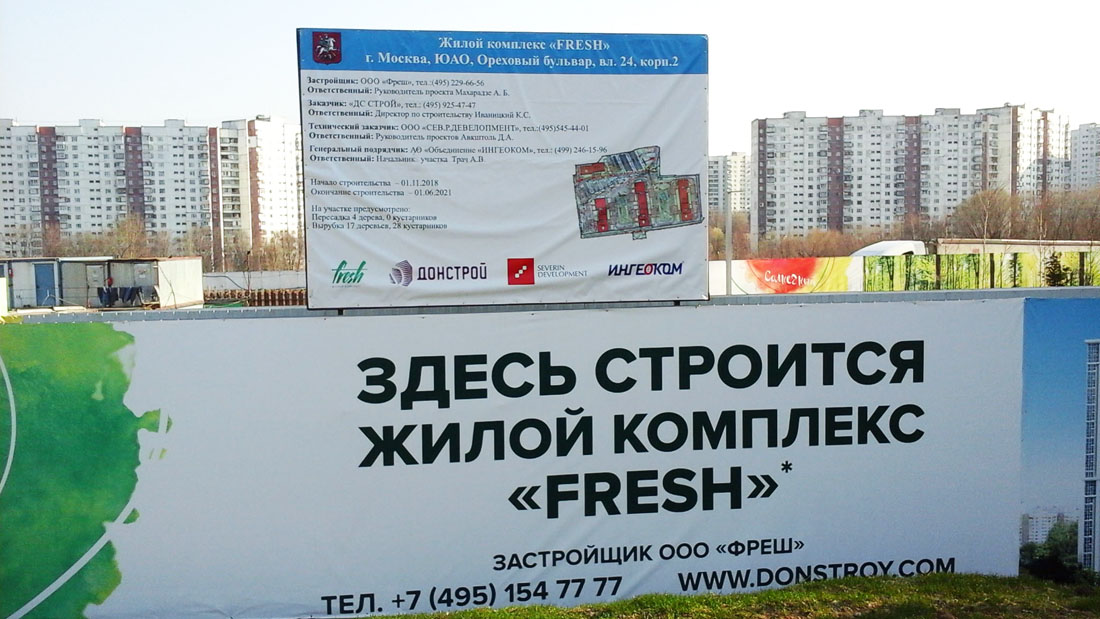 Жилой комплекс «FRESH»
г. Москва, ЮАО, Ореховый бульвар, вл. 24, корп.2
Застройщик: ООО «Фреш», тел.:(495) 229-66-56
Ответственный: Руководитель проекта Махарадзе А. Б.
Заказчик: «ДС СТРОЙ», тел.: (495) 925-47-47
Ответственный: Директор по строительству Иваницкий К.С.
Технический заказчик: ООО «СЕВ.Р.ДЕВЕЛОПМЕНТ», тел.:(495)545-44-01
Ответственный: Руководитель проектов Авкштоль Д.А.
Генеральный подрядчик: АО «Объединение «ИНГЕОКОМ», тел.: (499) 246-15-96
Ответственный: Начальник участка Трач А.В.
Начало строительства – 01.11.2018
Окончание строительства – 01.06.2021
На участке предусмотрено:
Пересадка 4 дерева, 0 кустарников
Вырубка 17 деревьев, 28 кустарников
fresh
ДОНСТРОЙ
SEVERIN
DEVELOPMENT
ИНГЕОКОМ
ЗДЕСЬ СТРОИТСЯ
ЖИЛОЙ КОМПЛЕКС
«FRESH»*
ЗАСТРОЙЩИК ООО «ФРЕШ»
ТЕЛ. +7 (495) 154 77 77 WWW.DONSTROY.COM